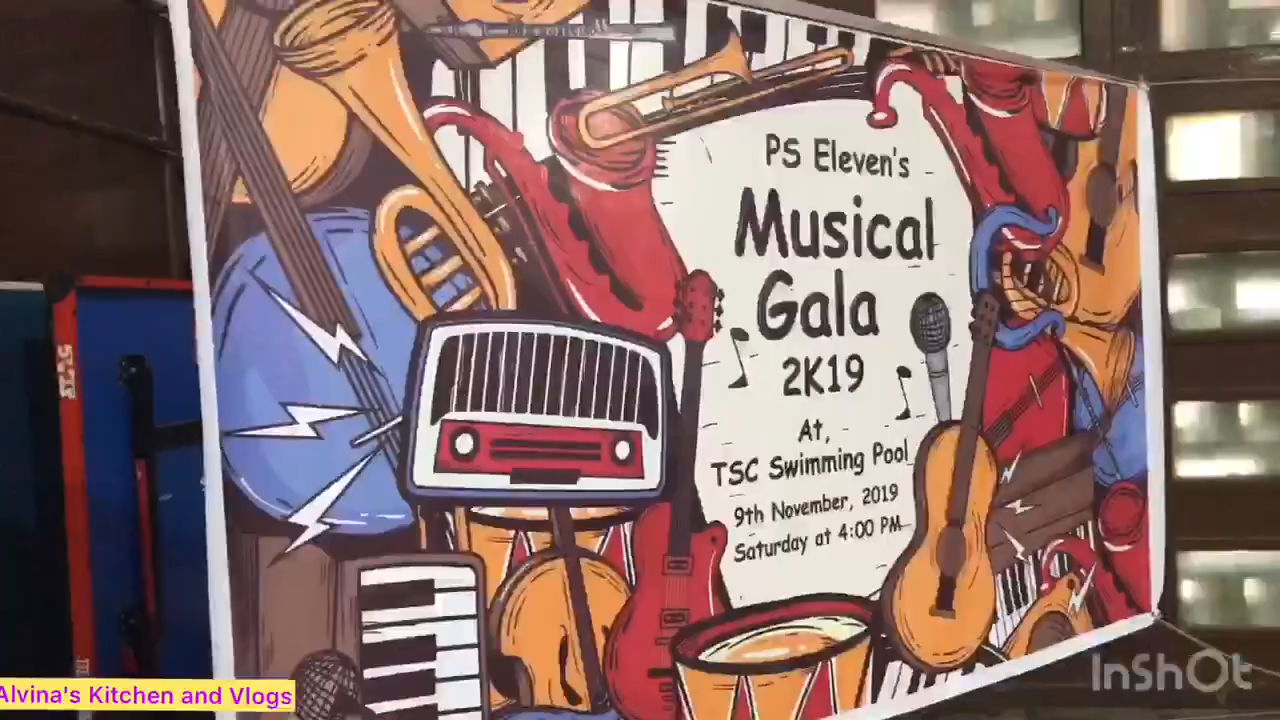 PS Eleven's
Musical
Gala
2K19
At,
TSC Swimming Pool
9th November, 2019
Saturday at 4:00 PM
Alvina's Kitchen and Vlogs
InShOt